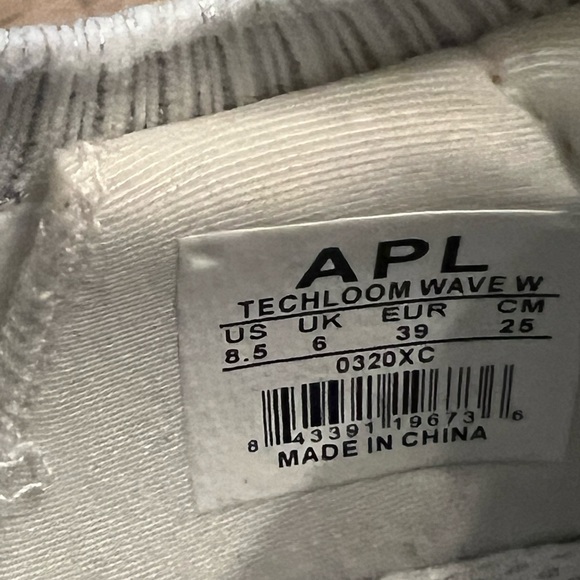 APL
TECHLOOM WAVE W
US UK EUR CM
8.5 6 39 25
0320XC
8 43391 19673 6
MADE IN CHINA